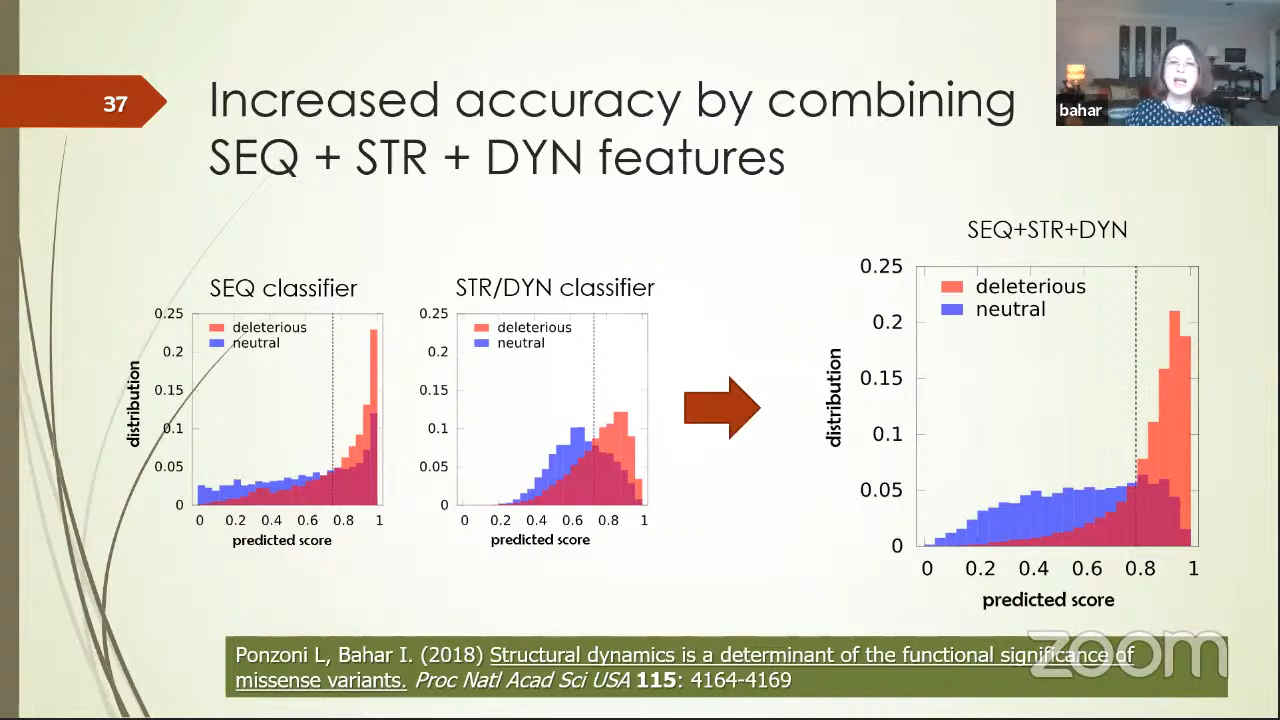 37
Increased accuracy by combining
SEQ + STR + DYN features
bahar
SEQ classifier
0.25
0.2
0.15
0.1
0.05
0
distribution
deleterious
neutral
0 0.2 0.4 0.6 0.8 1
predicted score
STR/DYN classifier
0.25
0.2
0.15
0.1
0.05
0
deleterious
neutral
0 0.2 0.4 0.6 0.8 1
predicted score
SEQ+STR+DYN
0.25
0.2
0.15
0.1
0.05
0
distribution
deleterious
neutral
0 0.2 0.4 0.6 0.8 1
predicted score
Ponzoni L, Bahar I. (2018) Structural dynamics is a determinant of the functional significance of
missense variants. Proc Natl Acad Sci USA 115: 4164-4169
zoom